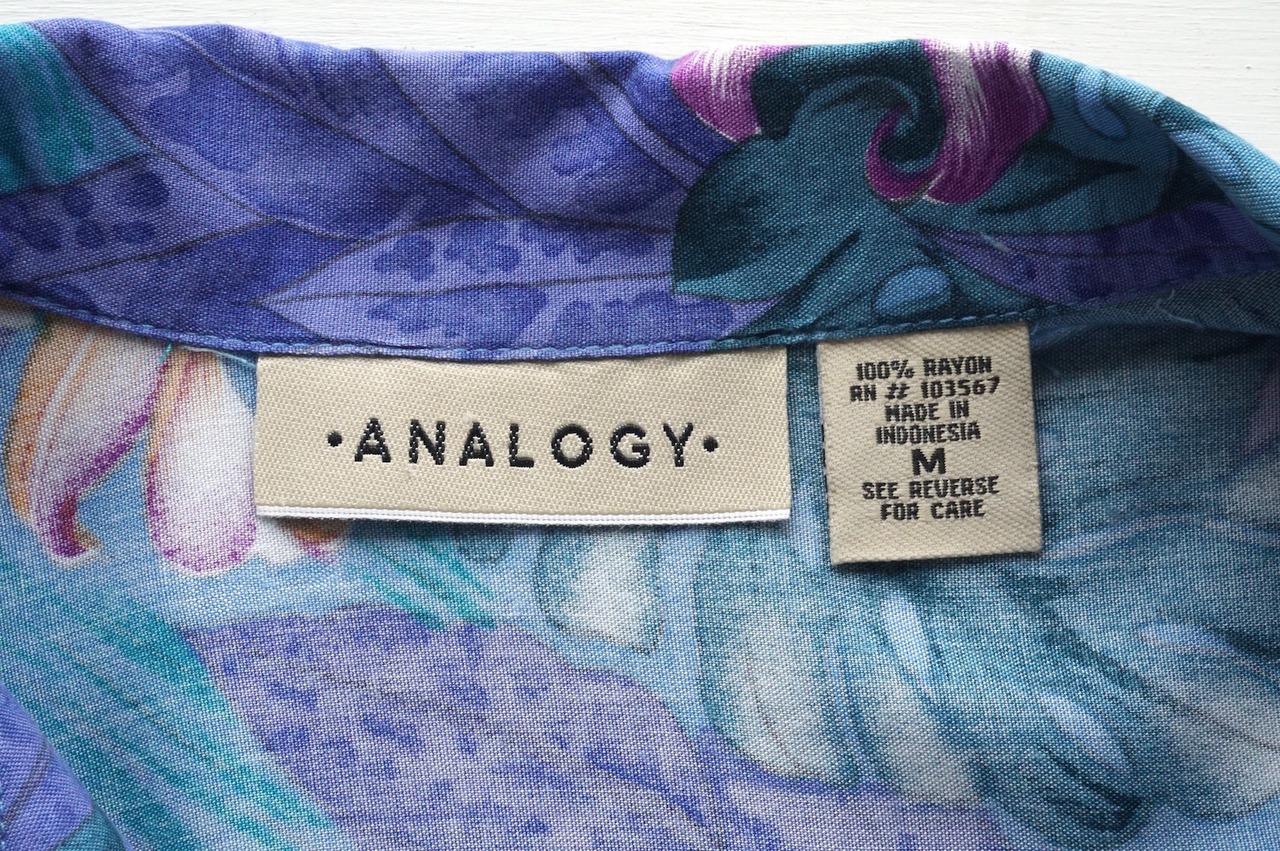 •ANALOGY•
100% RAYON
RN # 103567
MADE IN
INDONESIA
M
SEE REVERSE
FOR CARE